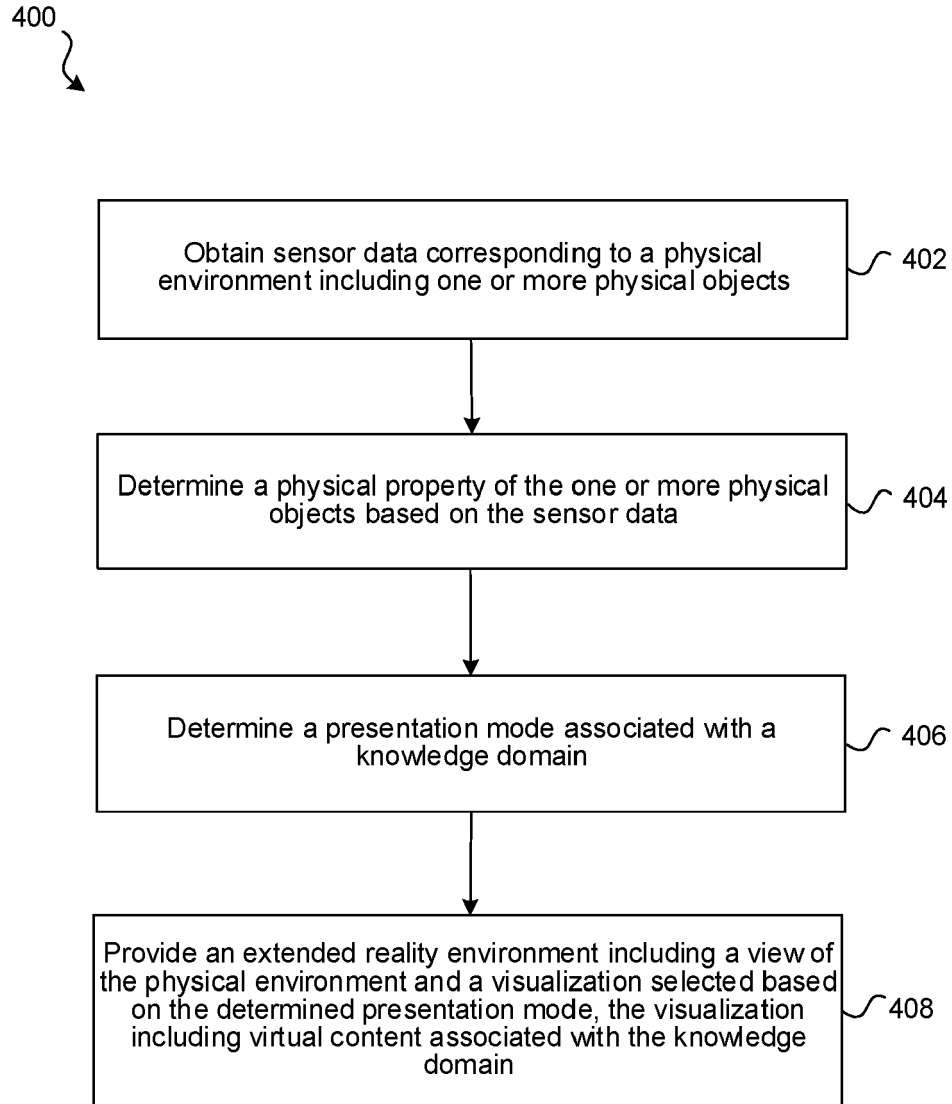 400
Obtain sensor data corresponding to a physical
environment including one or more physical objects
402
Determine a physical property of the one or more physical
objects based on the sensor data
404
Determine a presentation mode associated with a
knowledge domain
406
Provide an extended reality environment including a view of
the physical environment and a visualization selected based
on the determined presentation mode, the visualization
including virtual content associated with the knowledge
domain
408